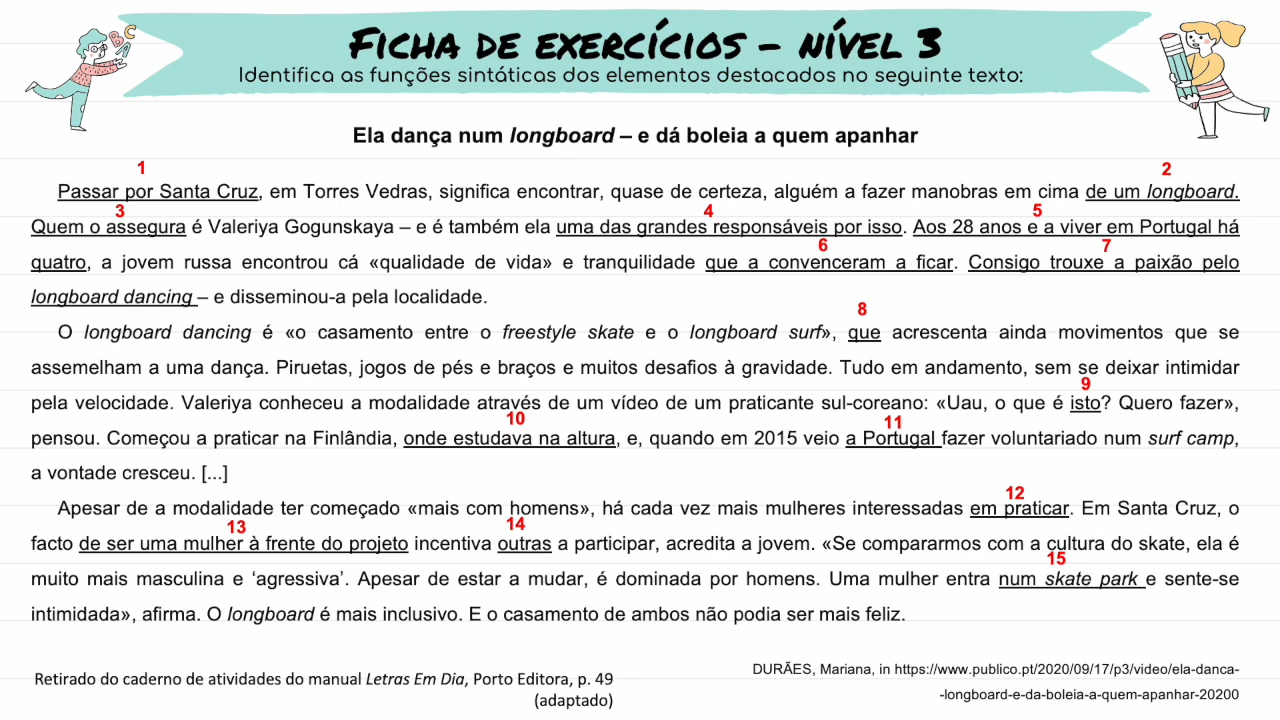 B C A
FICHA DE EXERCÍCIOS – NÍVEL 3
Identifica as funções sintáticas dos elementos destacados no seguinte texto:
Ela dança num longboard – e dá boleia a quem apanhar
1 2
Passar por Santa Cruz, em Torres Vedras, significa encontrar, quase de certeza, alguém a fazer manobras em cima de um longboard.
3 4 5
Quem o assegura é Valeriya Gogunskaya – e é também ela uma das grandes responsáveis por isso. Aos 28 anos e a viver em Portugal há
6 7
quatro, a jovem russa encontrou cá «qualidade de vida» e tranquilidade que a convenceram a ficar. Consigo trouxe a paixão pelo
longboard dancing – e disseminou-a pela localidade.
8
O longboard dancing é «o casamento entre o freestyle skate e o longboard surf», que acrescenta ainda movimentos que se
assemelham a uma dança. Piruetas, jogos de pés e braços e muitos desafios à gravidade. Tudo em andamento, sem se deixar intimidar
9
pela velocidade. Valeriya conheceu a modalidade através de um vídeo de um praticante sul-coreano: «Uau, o que é isto? Quero fazer»,
10 11
pensou. Começou a praticar na Finlândia, onde estudava na altura, e, quando em 2015 veio a Portugal fazer voluntariado num surf camp,
a vontade cresceu. [...]
12
Apesar de a modalidade ter começado «mais com homens», há cada vez mais mulheres interessadas em praticar. Em Santa Cruz, o
13 14
facto de ser uma mulher à frente do projeto incentiva outras a participar, acredita a jovem. «Se compararmos com a cultura do skate, ela é
15
muito mais masculina e ‘agressiva’. Apesar de estar a mudar, é dominada por homens. Uma mulher entra num skate park e sente-se
intimidada», afirma. O longboard é mais inclusivo. E o casamento de ambos não podia ser mais feliz.
Retirado do caderno de atividades do manual Letras Em Dia, Porto Editora, p. 49
(adaptado)
DURÃES, Mariana, in https://www.publico.pt/2020/09/17/p3/video/ela-danca-
-longboard-e-da-boleia-a-quem-apanhar-20200